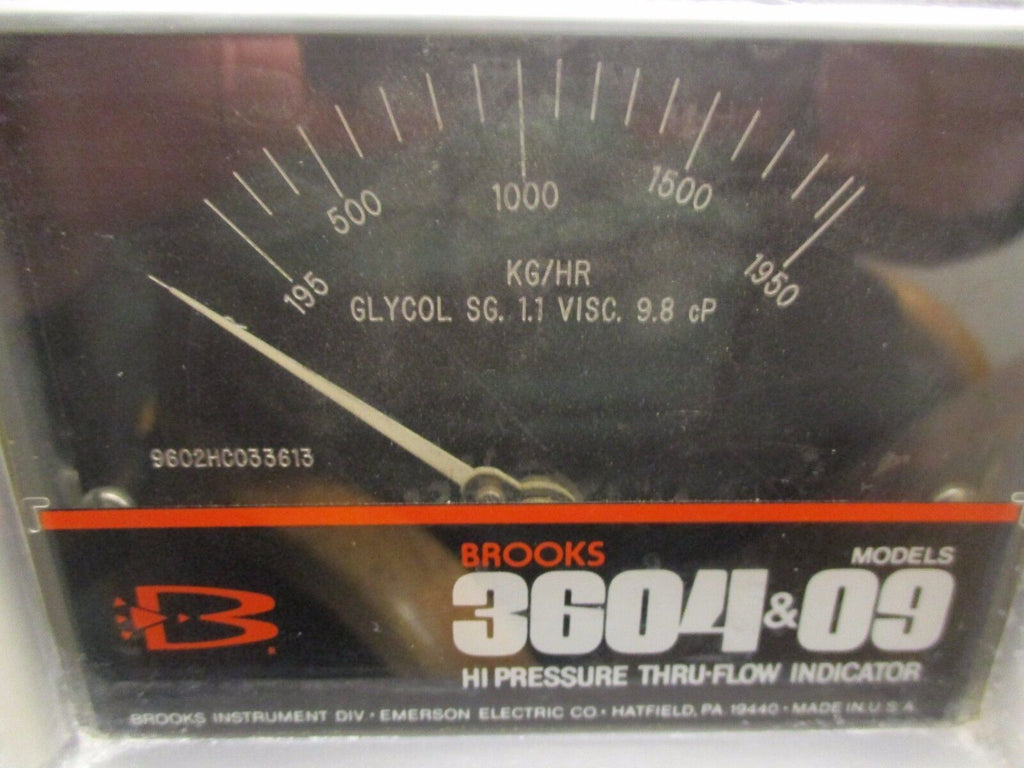 195
500
1000
1500
1950
KG/HR
GLYCOL SG. 1.1 VISC. 9.8 cP
9602HC033613
BROOKS
MODELS
3604&09
HI PRESSURE THRU-FLOW INDICATOR
BROOKS INSTRUMENT DIV • EMERSON ELECTRIC CO • HATFIELD, PA 19440 • MADE IN U.S.A.